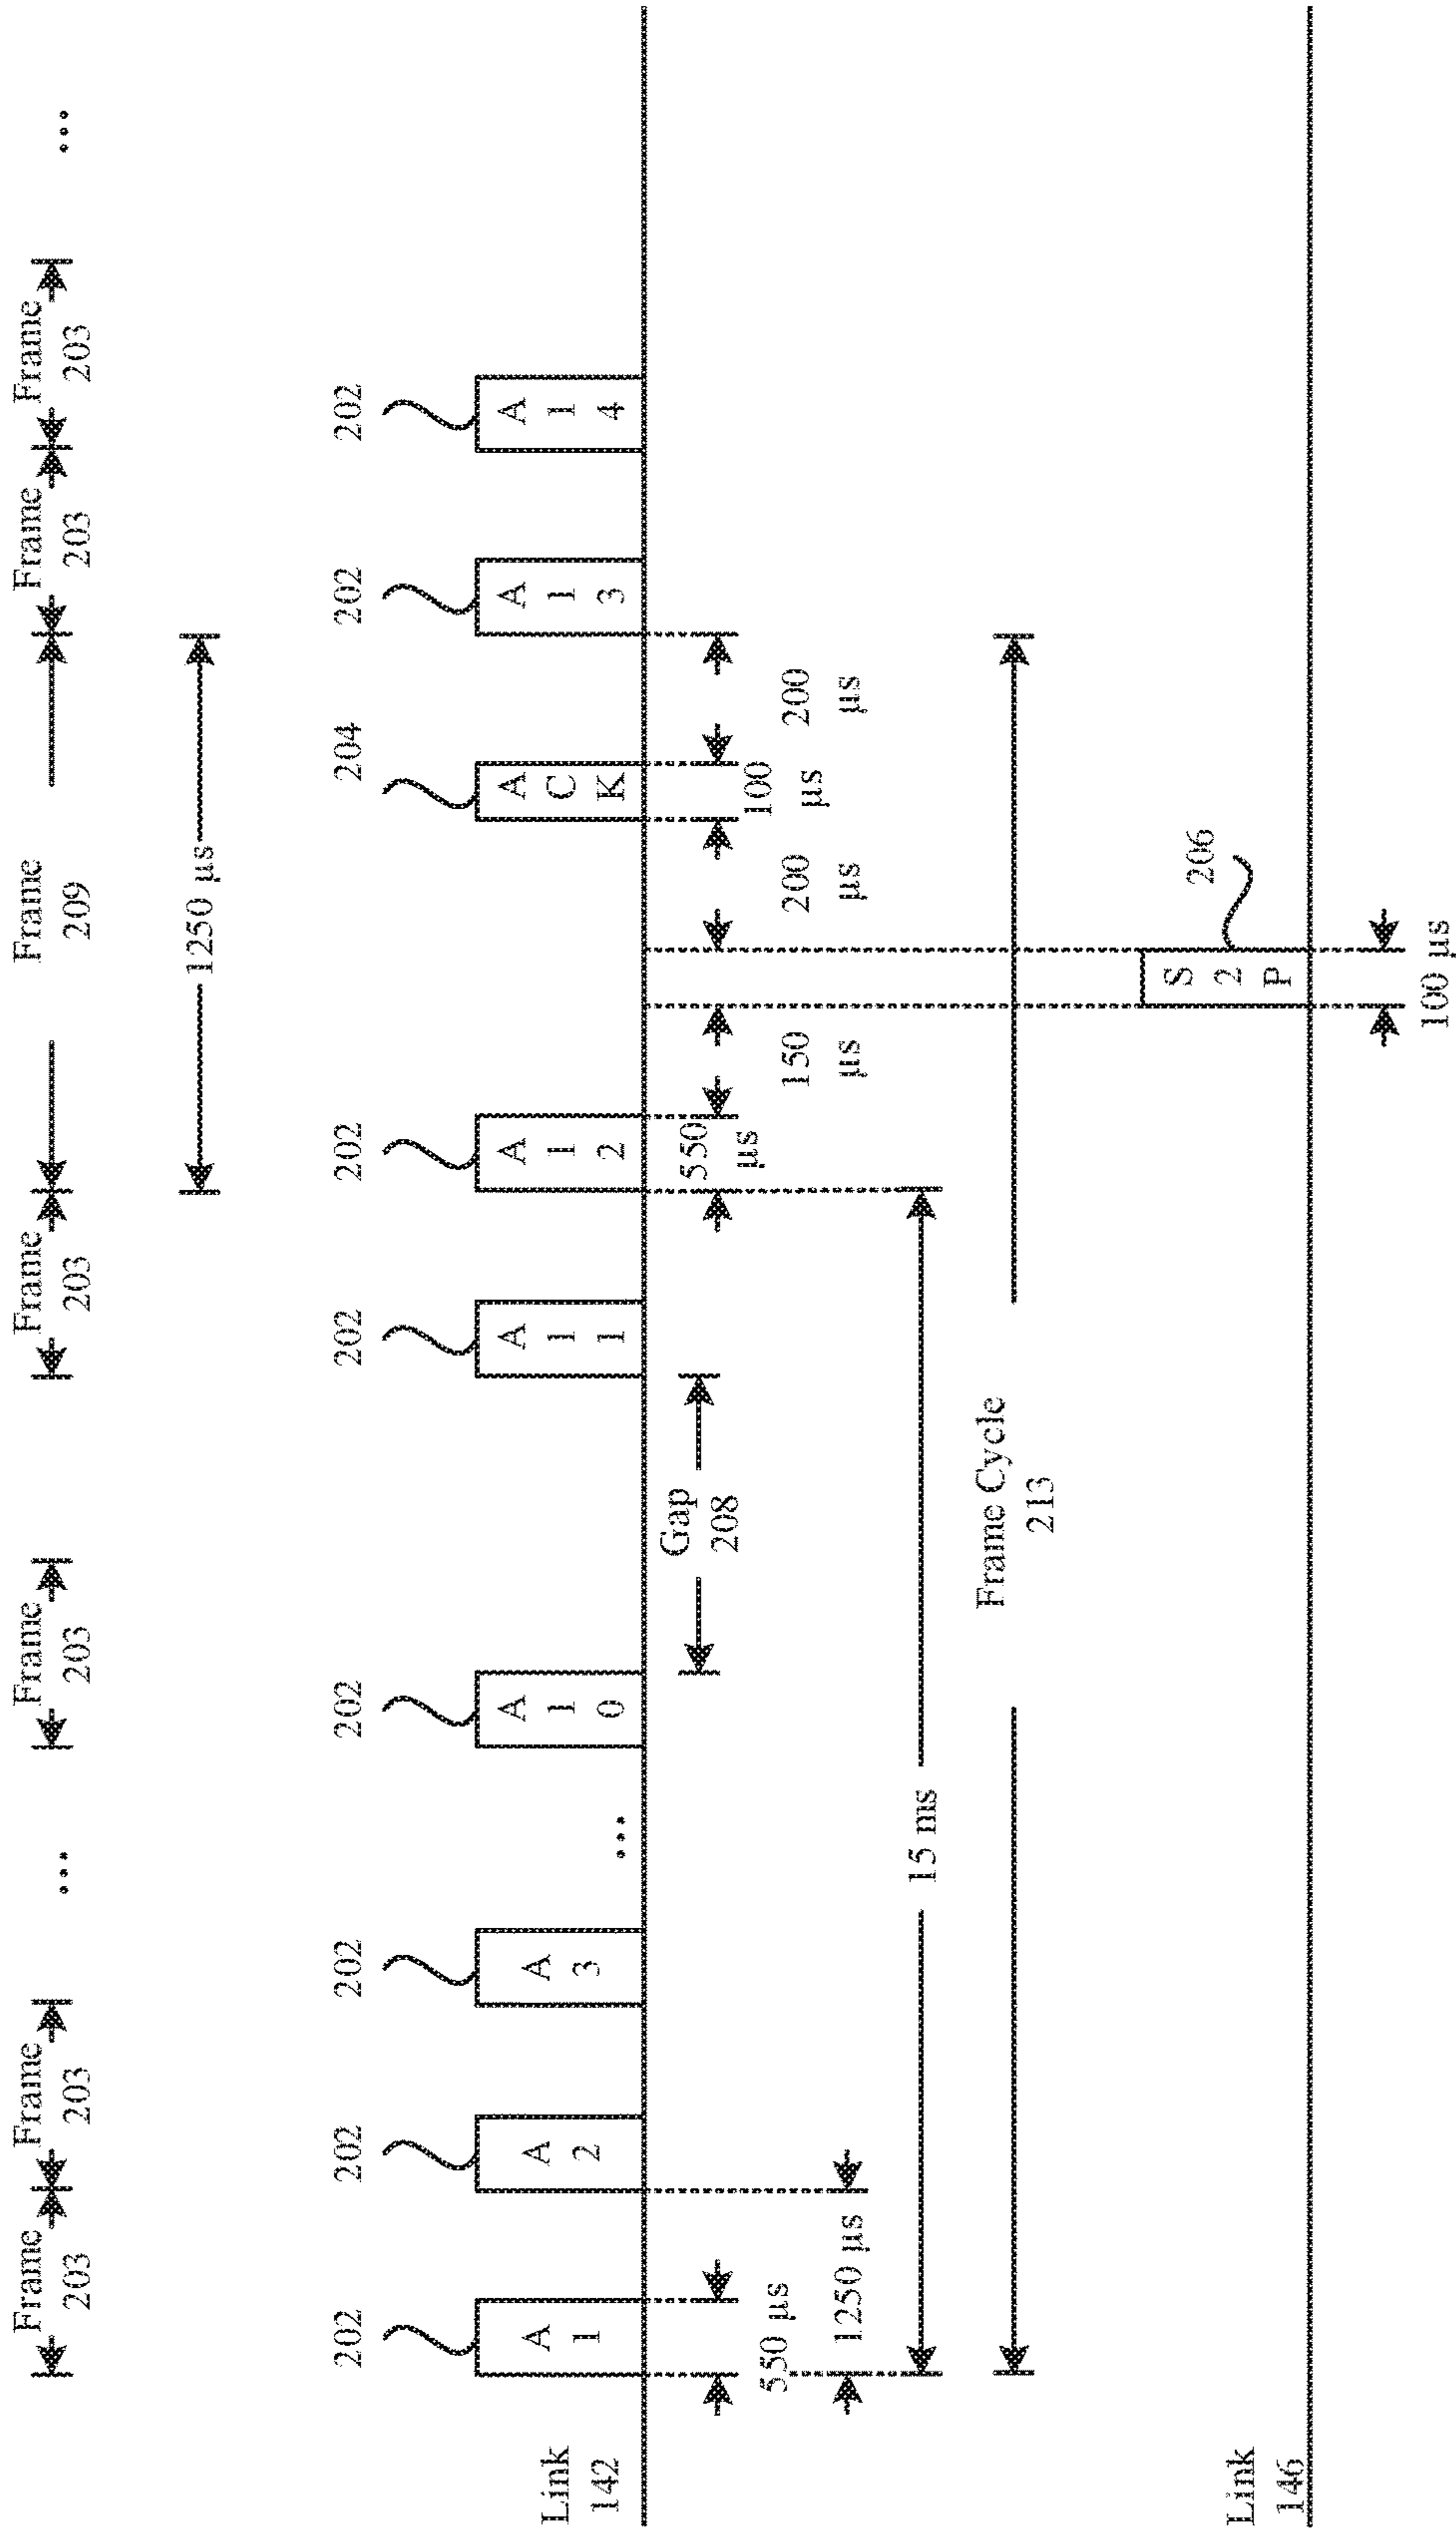 Frame Frame ... Frame Frame Frame Frame Frame ...
203 203 203 203 209 203 203
1250 μs
202 202 202 202 202 202 204 202 202
A 1
A 2
A 3
...
A 1 0
A 1 1
A 1 2
A C K
A 1 3
A 1 4
Link
142
Gap
208
550 μs
550 μs
150 μs
200 μs
100 μs
200 μs
1250 μs
15 ms
Frame Cycle
213
S 2 P
206
Link
146
100 μs